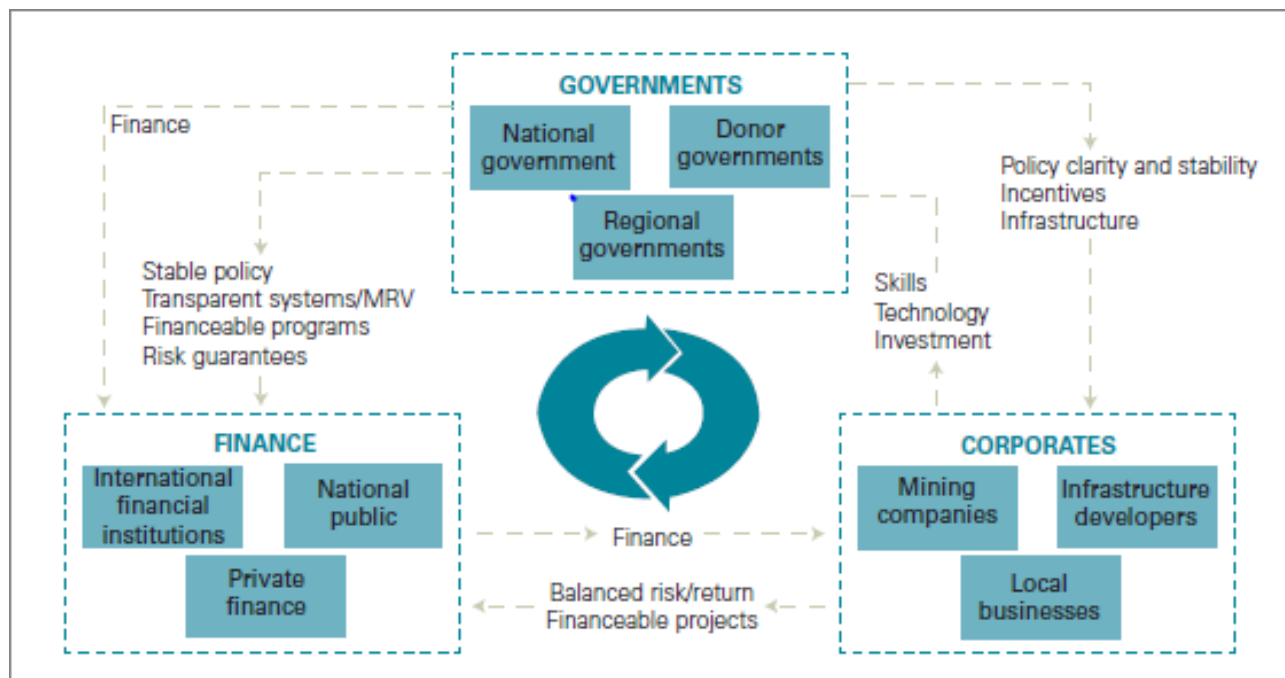 GOVERNMENTS
National
government
Donor
governments
Regional
governments
Finance
Stable policy
Transparent systems/MRV
Financeable programs
Risk guarantees
Policy clarity and stability
Incentives
Infrastructure
Skills
Technology
Investment
FINANCE
International
financial
institutions
National
public
Private
finance
Finance
Balanced risk/return
Financeable projects
CORPORATES
Mining
companies
Infrastructure
developers
Local
businesses